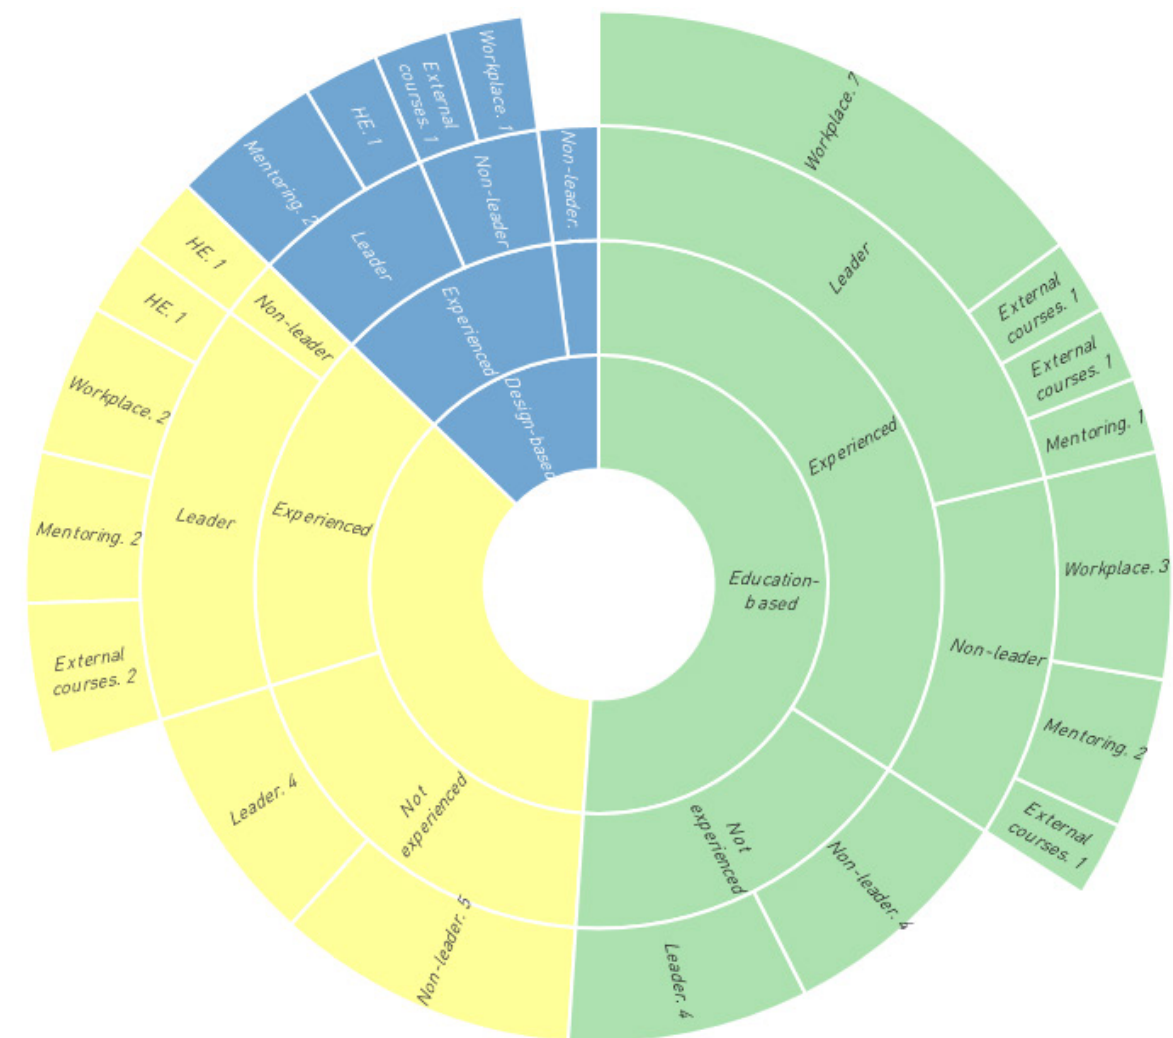 Workplace. 7
External
courses. 1
External
courses. 1
Mentoring. 1
Workplace. 3
Mentoring. 2
External
courses. 1
Leader
Non-leader
Experienced
Education-
based
Not
experienced
Non-leader. 4
Leader. 4
Non-leader. 5
Leader. 4
Not
experienced
External
courses. 2
Mentoring. 2
Workplace. 2
HE. 1
HE. 1
Leader
Non-leader
Experienced
Mentoring. 2
HE. 1
External
courses. 1
Workplace. 1
Leader
Non-leader
Non-leader.
Experienced
Design-based